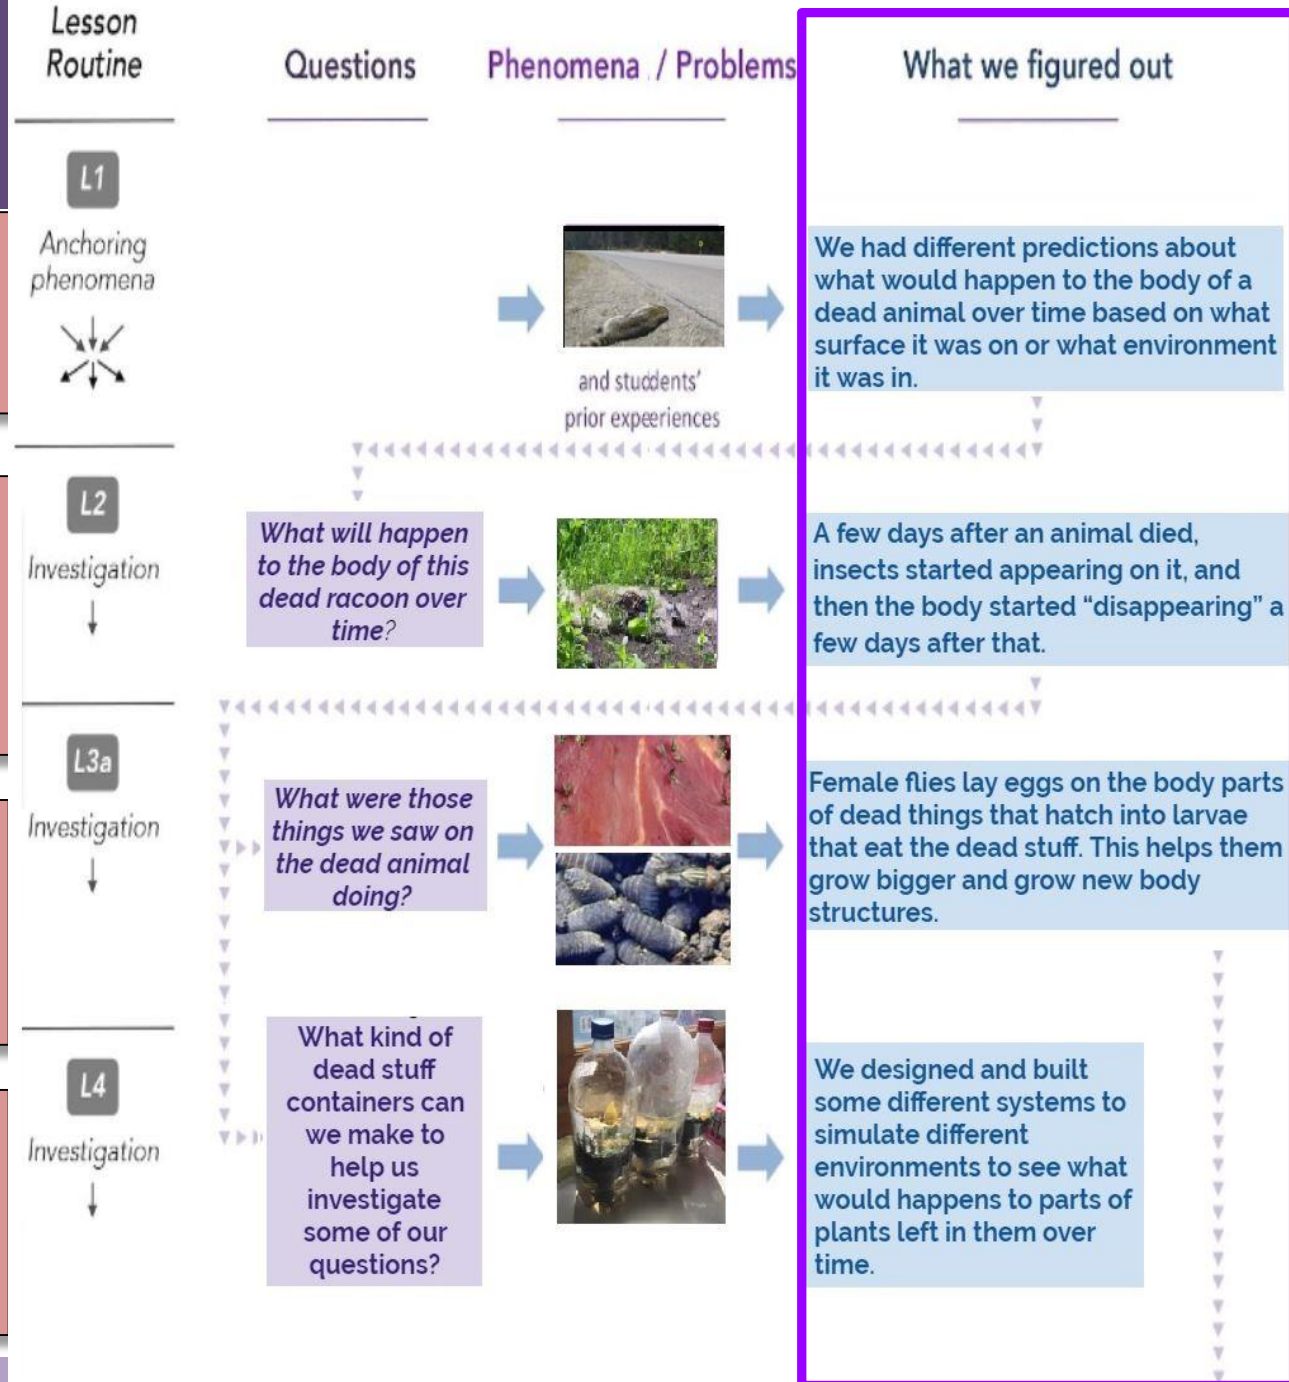 Lesson
Routine
Questions
Phenomena / Problems
What we figured out
L1
Anchoring
phenomena
and studdents'
prior expeeriences
We had different predictions about
what would happen to the body of a
dead animal over time based on what
surface it was on or what environment
it was in.
L2
Investigation
What will happen
to the body of this
dead racoon over
time?
A few days after an animal died,
insects started appearing on it, and
then the body started “disappearing” a
few days after that.
L3a
Investigation
What were those
things we saw on
the dead animal
doing?
Female flies lay eggs on the body parts
of dead things that hatch into larvae
that eat the dead stuff. This helps them
grow bigger and grow new body
structures.
L4
Investigation
What kind of
dead stuff
containers can
we make to
help us
investigate
some of our
questions?
We designed and built
some different systems to
simulate different
environments to see what
would happens to parts of
plants left in them over
time.